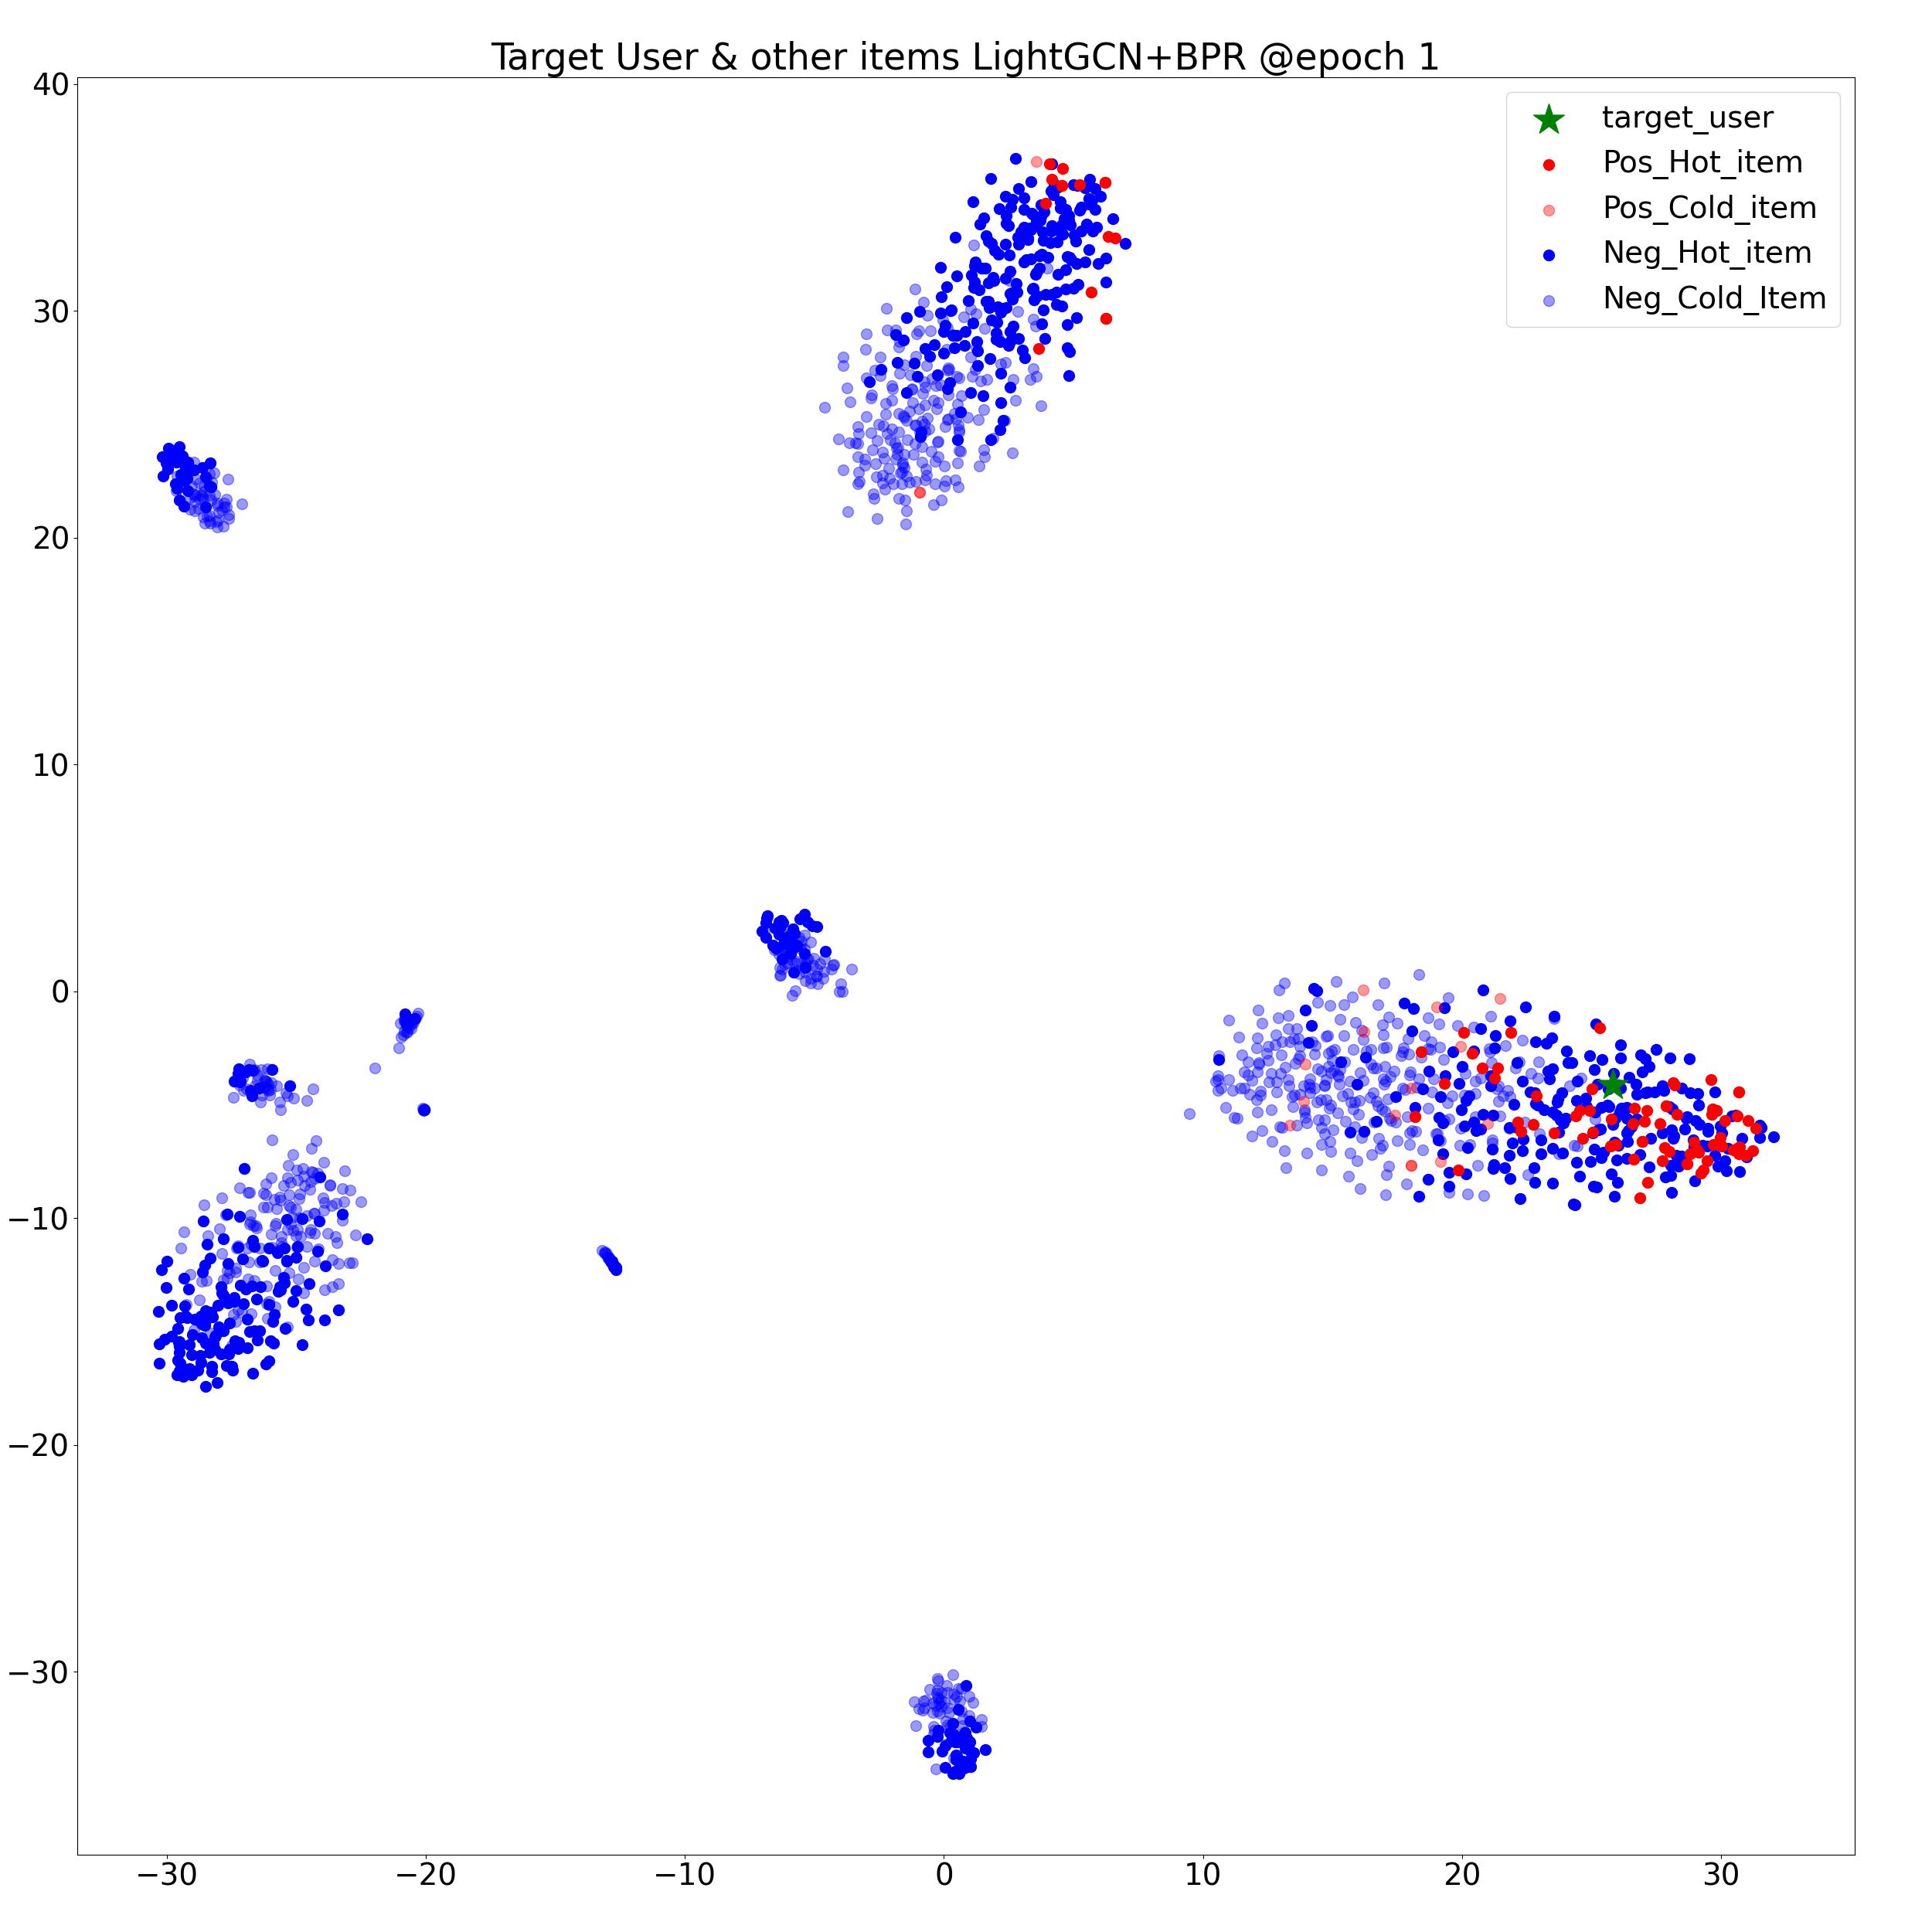 Target User & other items LightGCN+BPR @epoch 1
target_user
Pos_Hot_item
Pos_Cold_item
Neg_Hot_item
Neg_Cold_Item
40
30
20
10
0
−10
−20
−30
−30 −20 −10 0 10 20 30